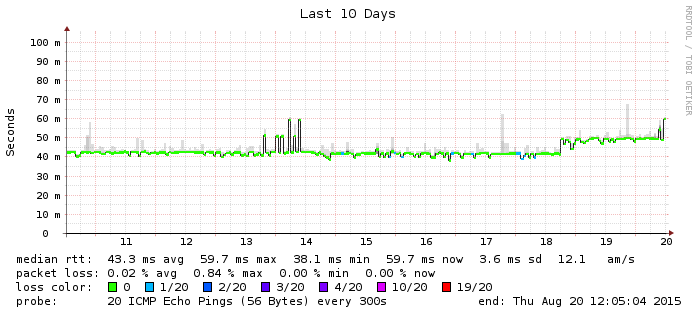 Last 10 Days
RRDTOOL / TOBI OETIKER
Seconds
100 m
90 m
80 m
70 m
60 m
50 m
40 m
30 m
20 m
10 m
0
11 12 13 14 15 16 17 18 19 20
median rtt: 43.3 ms avg 59.7 ms max 38.1 ms min 59.7 ms now 3.6 ms sd 12.1 am/s
packet loss: 0.02 % avg 0.84 % max 0.00 % min 0.00 % now
loss color: 0 1/20 2/20 3/20 4/20 10/20 19/20
probe: 20 ICMP Echo Pings (56 Bytes) every 300s end: Thu Aug 20 12:05:04 2015